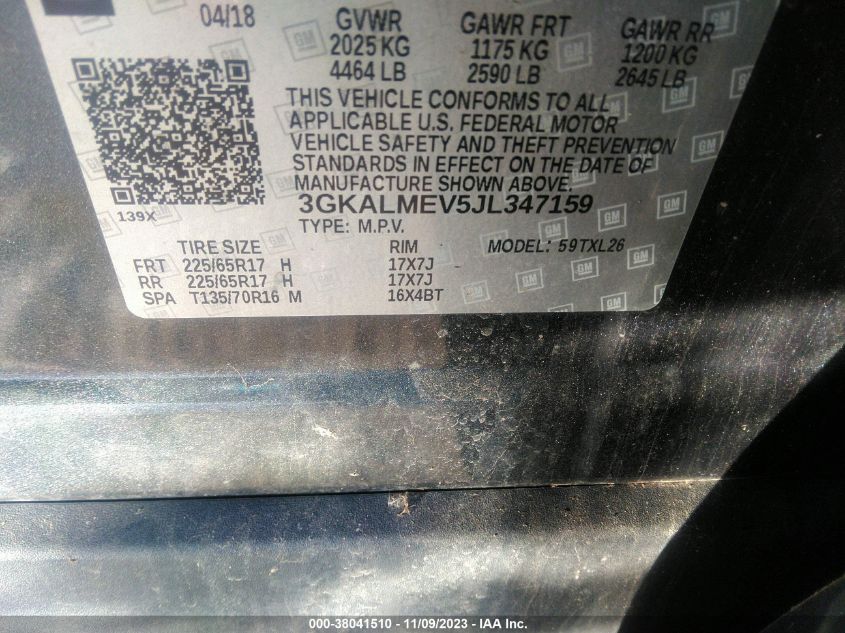 04/18 GVWR GAWR FRT GAWR RR
2025 KG 1175 KG 1200 KG
4464 LB 2590 LB 2645 LB
THIS VEHICLE CONFORMS TO ALL
APPLICABLE U.S. FEDERAL MOTOR
VEHICLE SAFETY AND THEFT PREVENTION
STANDARDS IN EFFECT ON THE DATE OF
MANUFACTURE SHOWN ABOVE.
139X 3GKALMEV5JL347159
TYPE: M.P.V.
TIRE SIZE RIM MODEL: 59TXL26
FRT 225/65R17 H 17X7J
RR 225/65R17 H 17X7J
SPA T135/70R16 M 16X4BT
GM
000-38041510 - 11/09/2023 - IAA Inc.